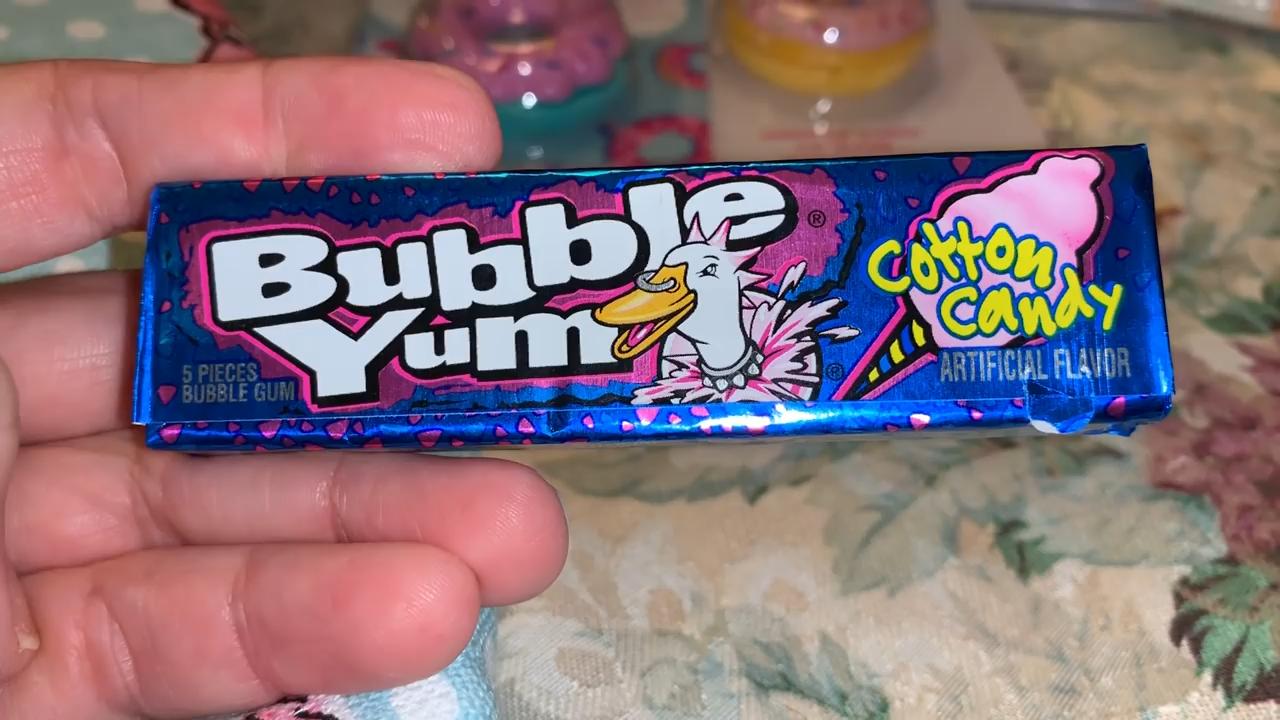 Bubble
Yum
®
®
5 PIECES
BUBBLE GUM
Cotton
Candy
ARTIFICIAL FLAVOR